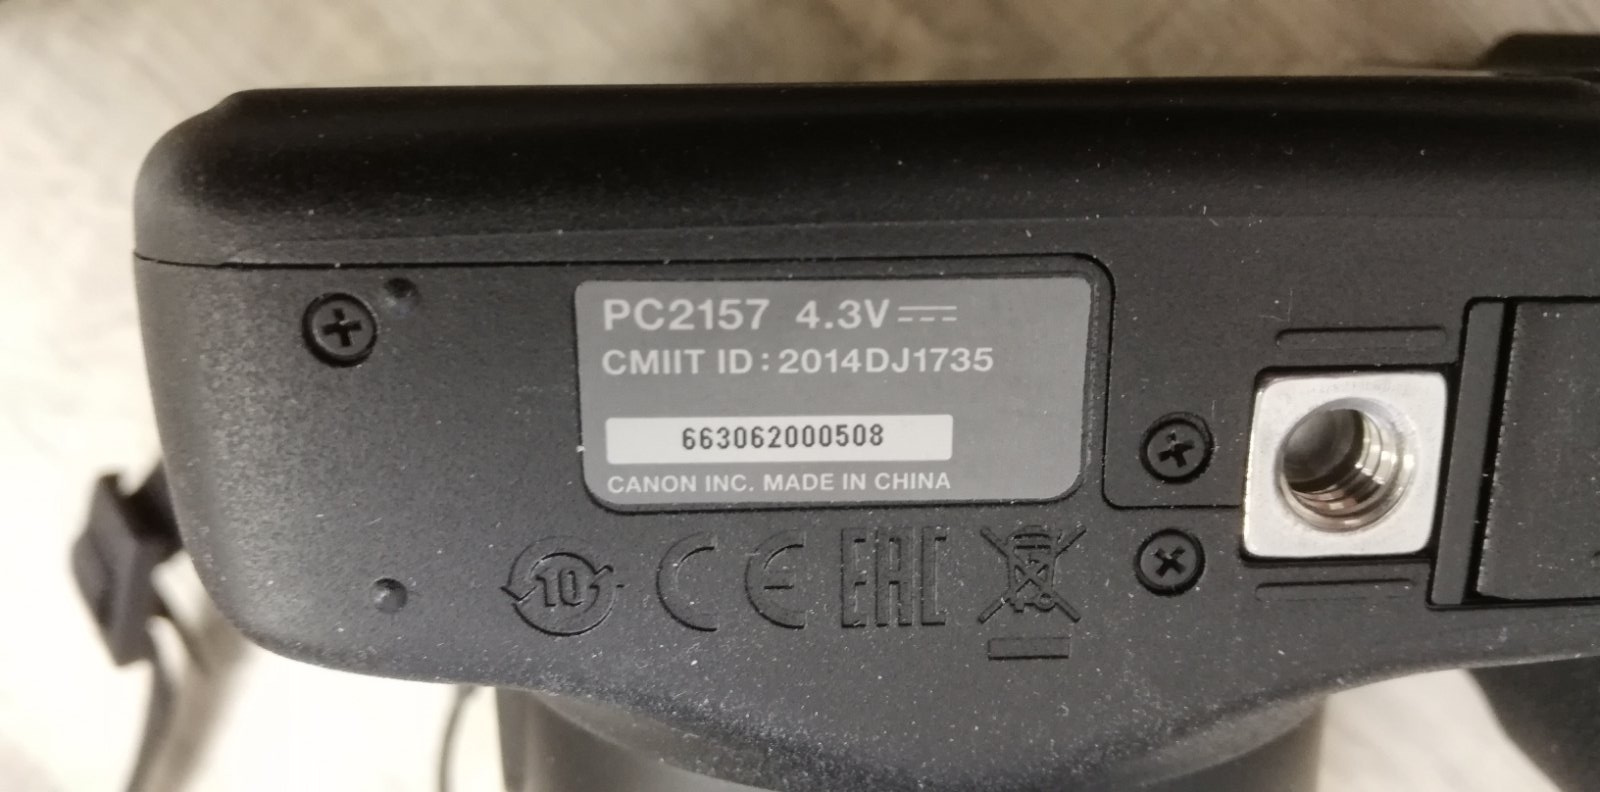 PC2157 4.3V
CMIIT ID : 2014DJ1735
663062000508
CANON INC. MADE IN CHINA
10 CE EAC